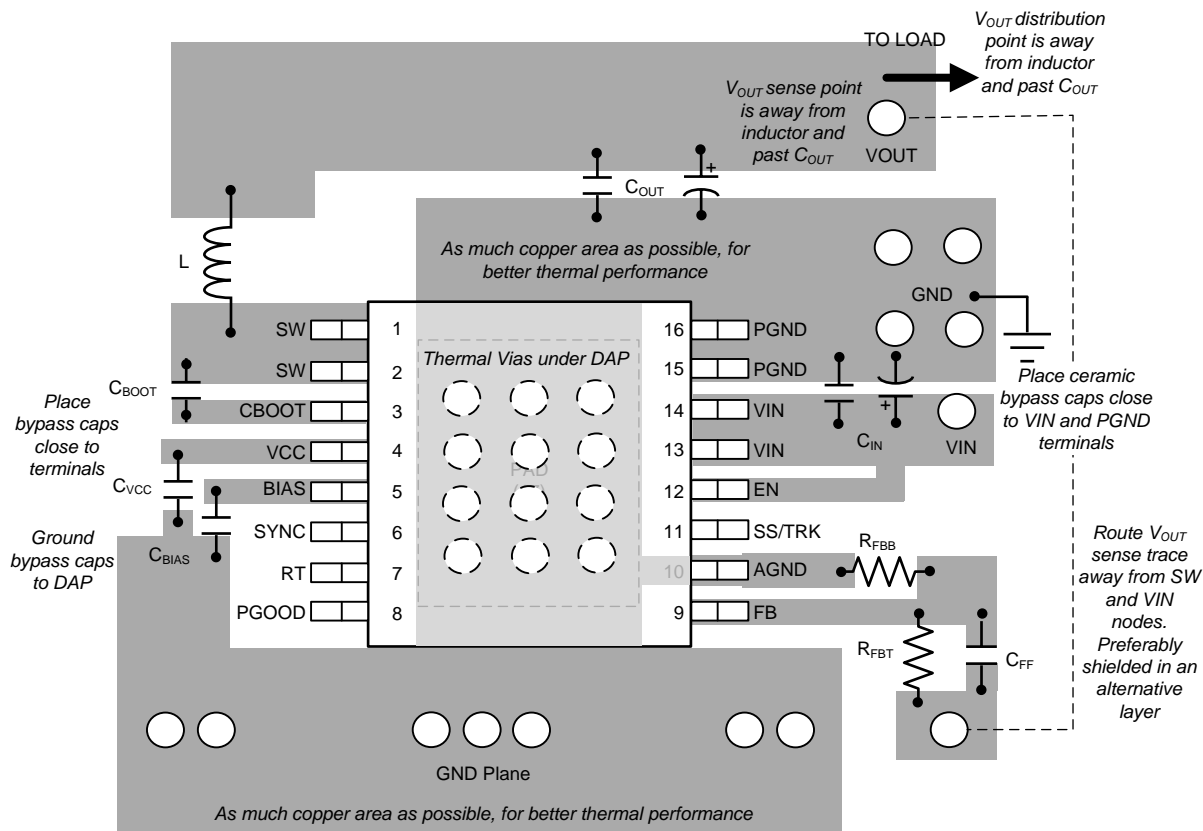 TO LOAD
VOUT distribution
point is away
from inductor
and past COUT
VOUT sense point
is away from
inductor and
past COUT
VOUT
COUT
+
L
As much copper area as possible, for
better thermal performance
GND
SW
1
16
PGND
SW
2
15
PGND
CBOOT
CBOOT
3
14
VIN
VCC
4
13
VIN
BIAS
5
12
EN
SYNC
6
11
SS/TRK
RT
7
10
AGND
PGOOD
8
9
FB
Thermal Vias under DAP
PAD
Place
bypass caps
close to
terminals
CVCC
CBIAS
Ground
bypass caps
to DAP
+
CIN
VIN
Place ceramic
bypass caps close
to VIN and PGND
terminals
RFBB
RFBT
CFF
Route VOUT
sense trace
away from SW
and VIN
nodes.
Preferably
shielded in an
alternative
layer
GND Plane
As much copper area as possible, for better thermal performance